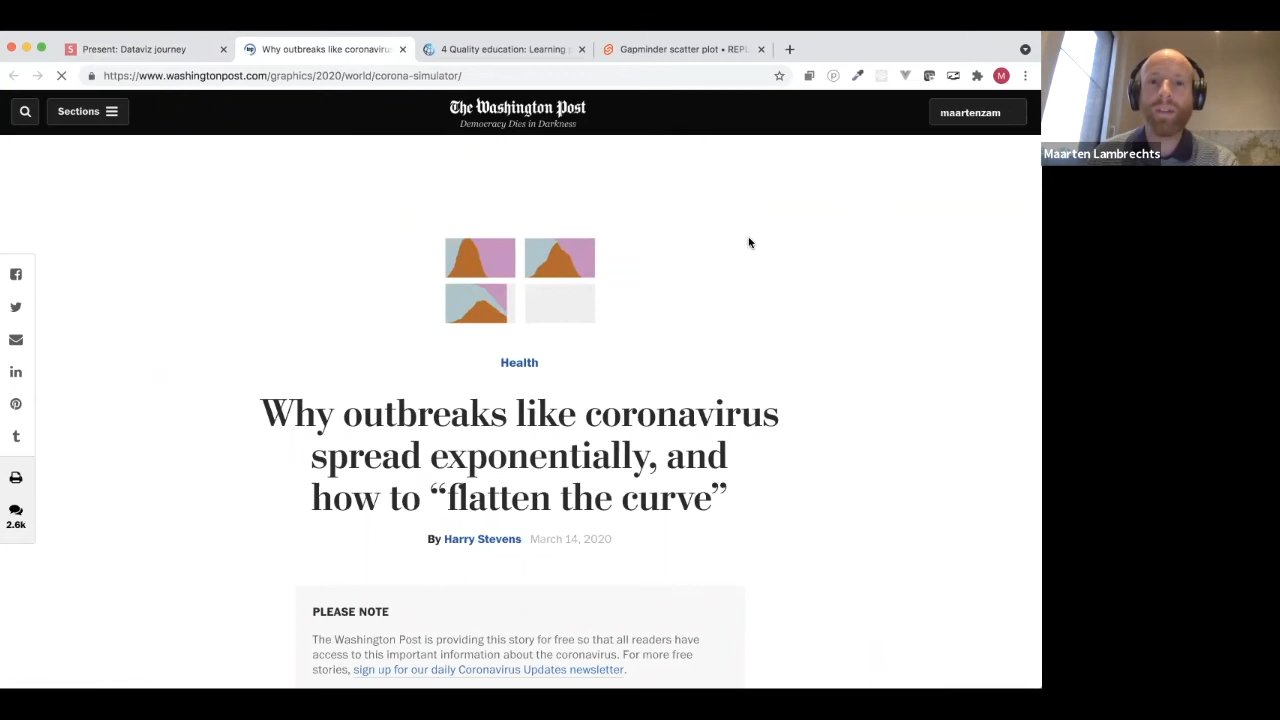 Present: Dataviz journey
Why outbreaks like coronaviru
4 Quality education: Learning
Gapminder scatter plot • REPL
https://www.washingtonpost.com/graphics/2020/world/corona-simulator/
M
Sections
The Washington Post
Democracy Dies in Darkness
maartenzam
Maarten Lambrechts
Health
Why outbreaks like coronavirus
spread exponentially, and
how to “flatten the curve”
By Harry Stevens March 14, 2020
2.6k
PLEASE NOTE
The Washington Post is providing this story for free so that all readers have
access to this important information about the coronavirus. For more free
stories, sign up for our daily Coronavirus Updates newsletter.